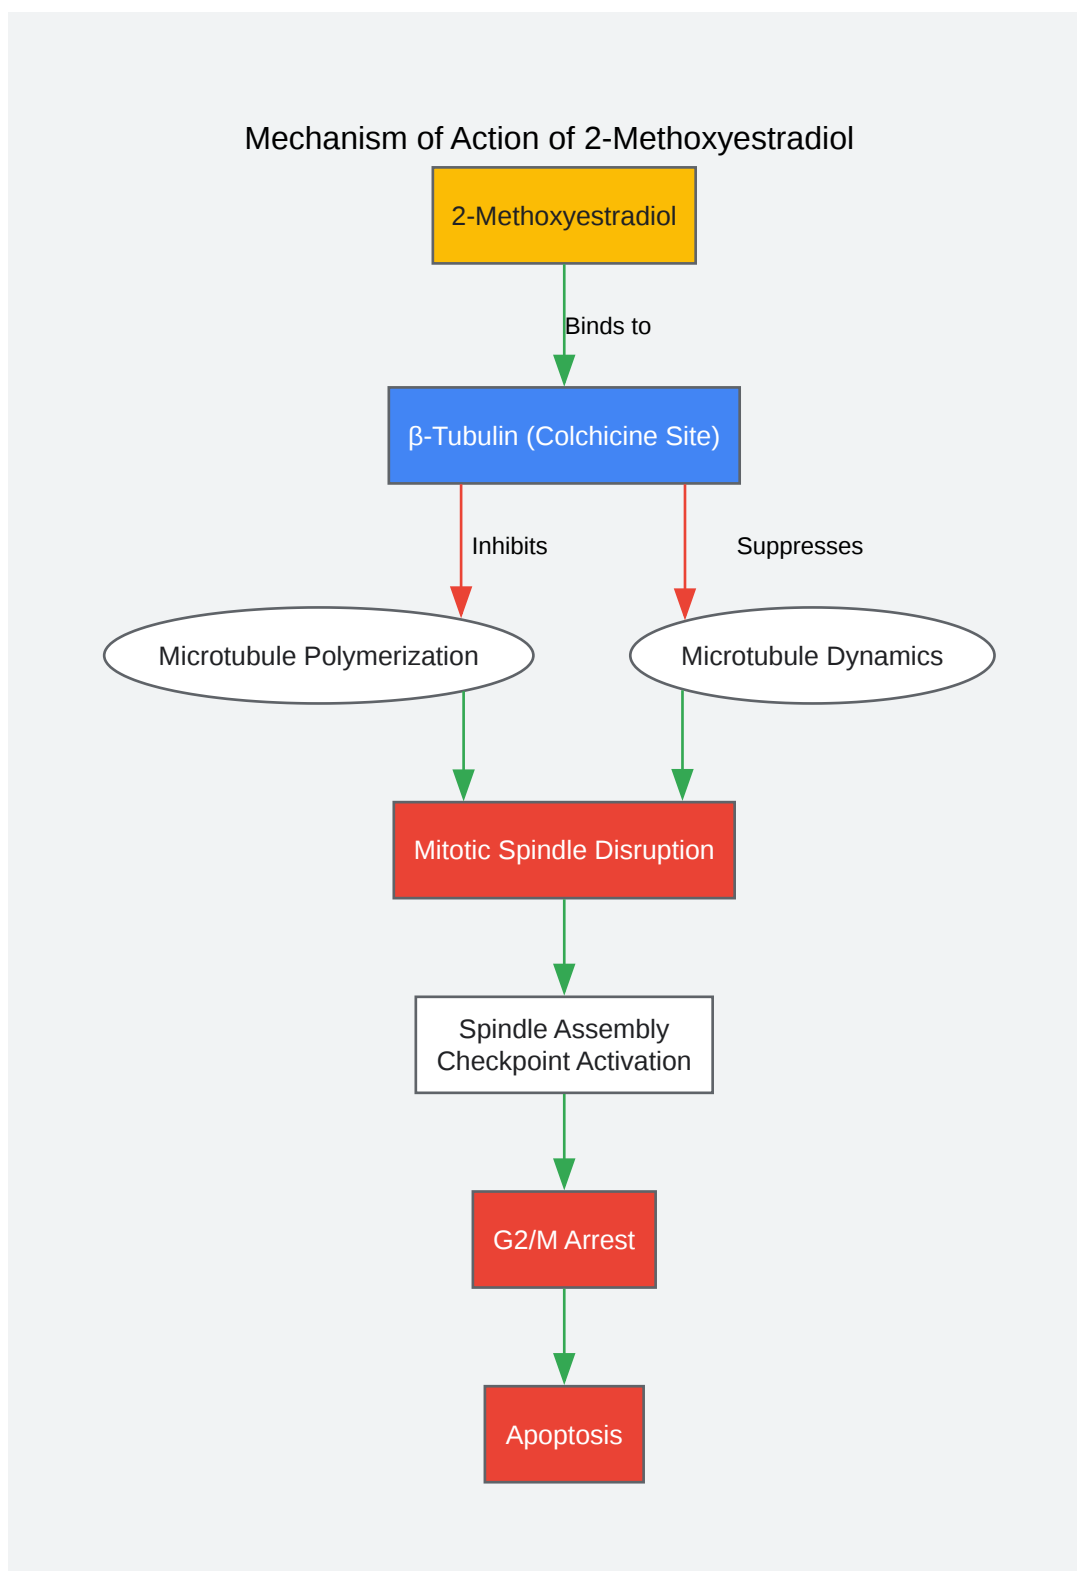 Mechanism of Action of 2-Methoxyestradiol
2-Methoxyestradiol
Binds to
β-Tubulin (Colchicine Site)
Inhibits
Suppresses
Microtubule Polymerization
Microtubule Dynamics
Mitotic Spindle Disruption
Spindle Assembly
Checkpoint Activation
G2/M Arrest
Apoptosis